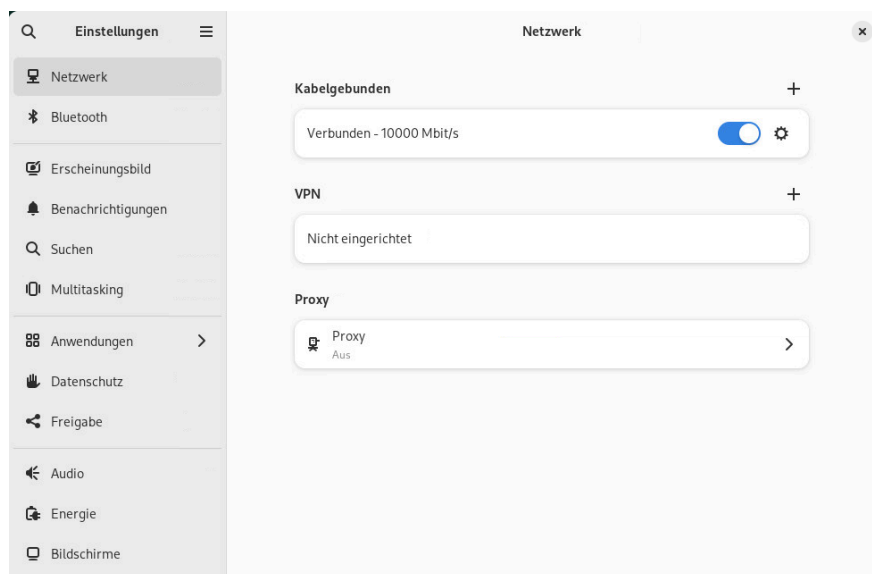 Einstellungen
Netzwerk
Bluetooth
Erscheinungsbild
Benachrichtigungen
Suchen
Multitasking
Anwendungen
Datenschutz
Freigabe
Audio
Energie
Bildschirme
Netzwerk
Kabelgebunden
Verbunden - 10000 Mbit/s
VPN
Nicht eingerichtet
Proxy
Proxy
Aus